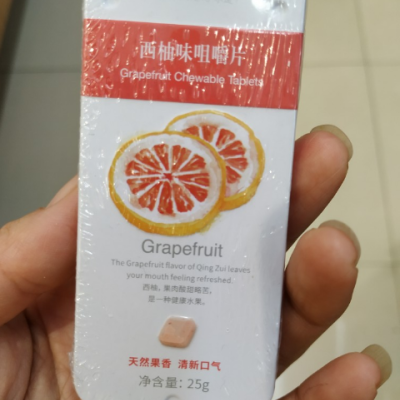 西柚味咀嚼片
Grapefruit Chewable Tablets
Grapefruit
The Grapefruit flavor of Qing Zui leaves
your mouth feeling refreshed.
西柚，果肉酸甜略苦，
是一种健康水果。
天然果香 清新口气
净含量：25g